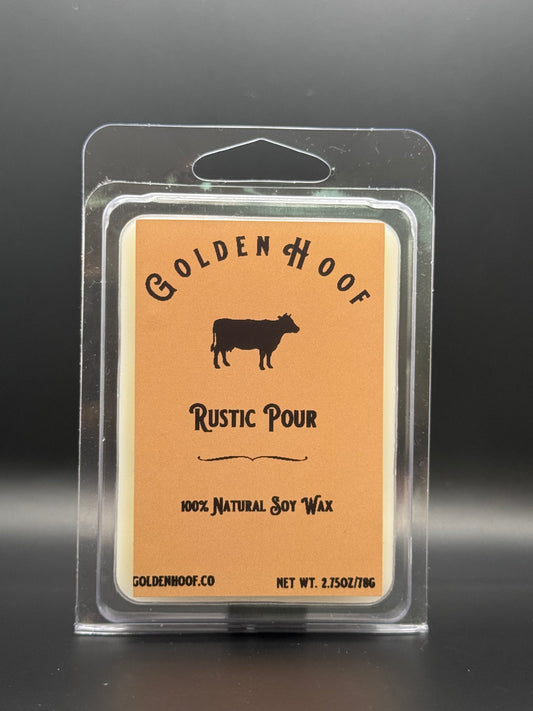 Golden Hoof
Rustic Pour
100% Natural Soy Wax
GOLDENHOOF.CO
NET WT. 2.75OZ/78G